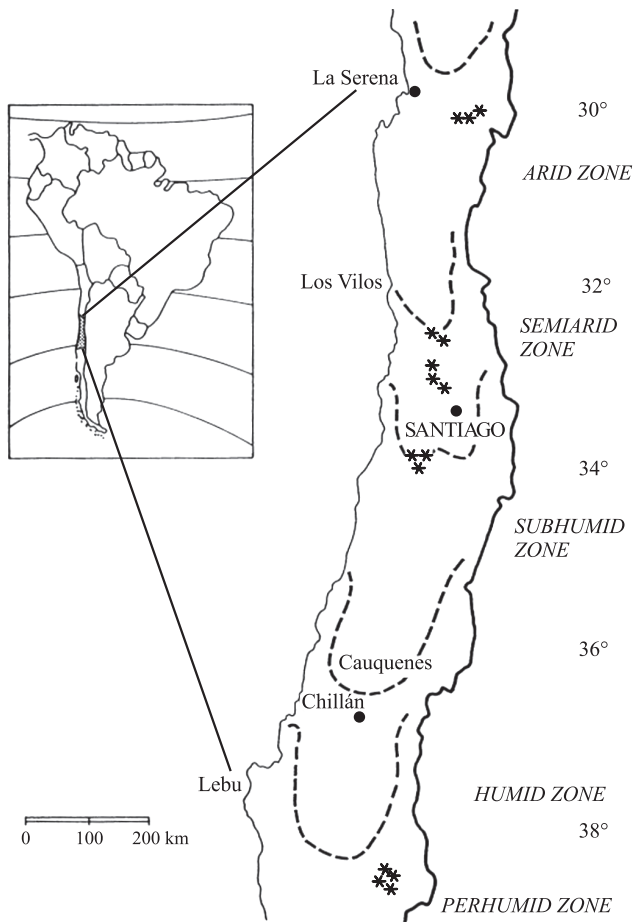 La Serena
30°
ARID ZONE
Los Vilos
32°
SEMIARID
ZONE
SANTIAGO
34°
SUBHUMID
ZONE
36°
Cauquenes
Chillán
Lebu
HUMID ZONE
0 100 200 km
38°
PERHUMID ZONE